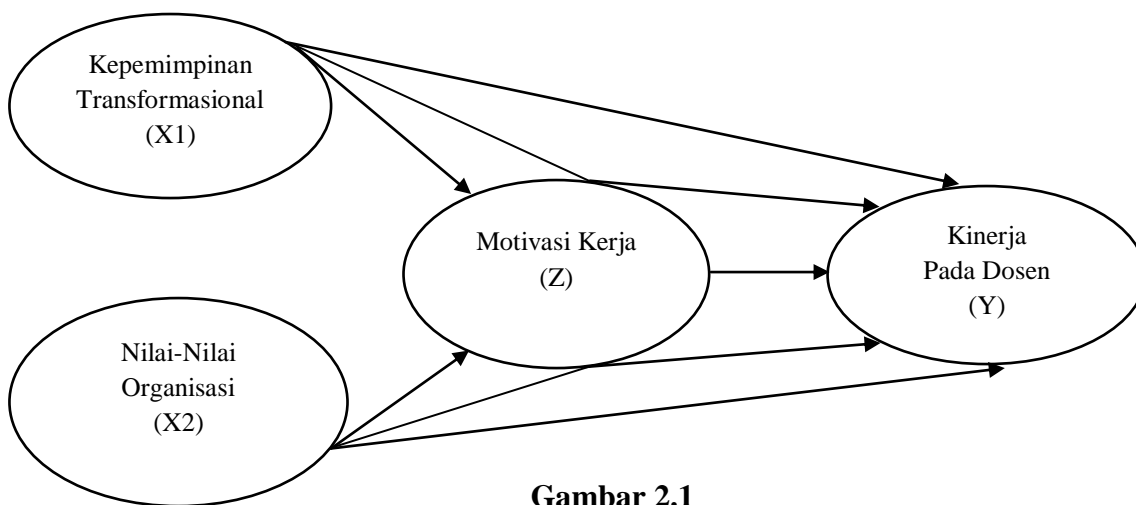 Kepemimpinan
Transformasional
(X1)
Motivasi Kerja
(Z)
Kinerja
Pada Dosen
(Y)
Nilai-Nilai
Organisasi
(X2)
Gambar 2.1